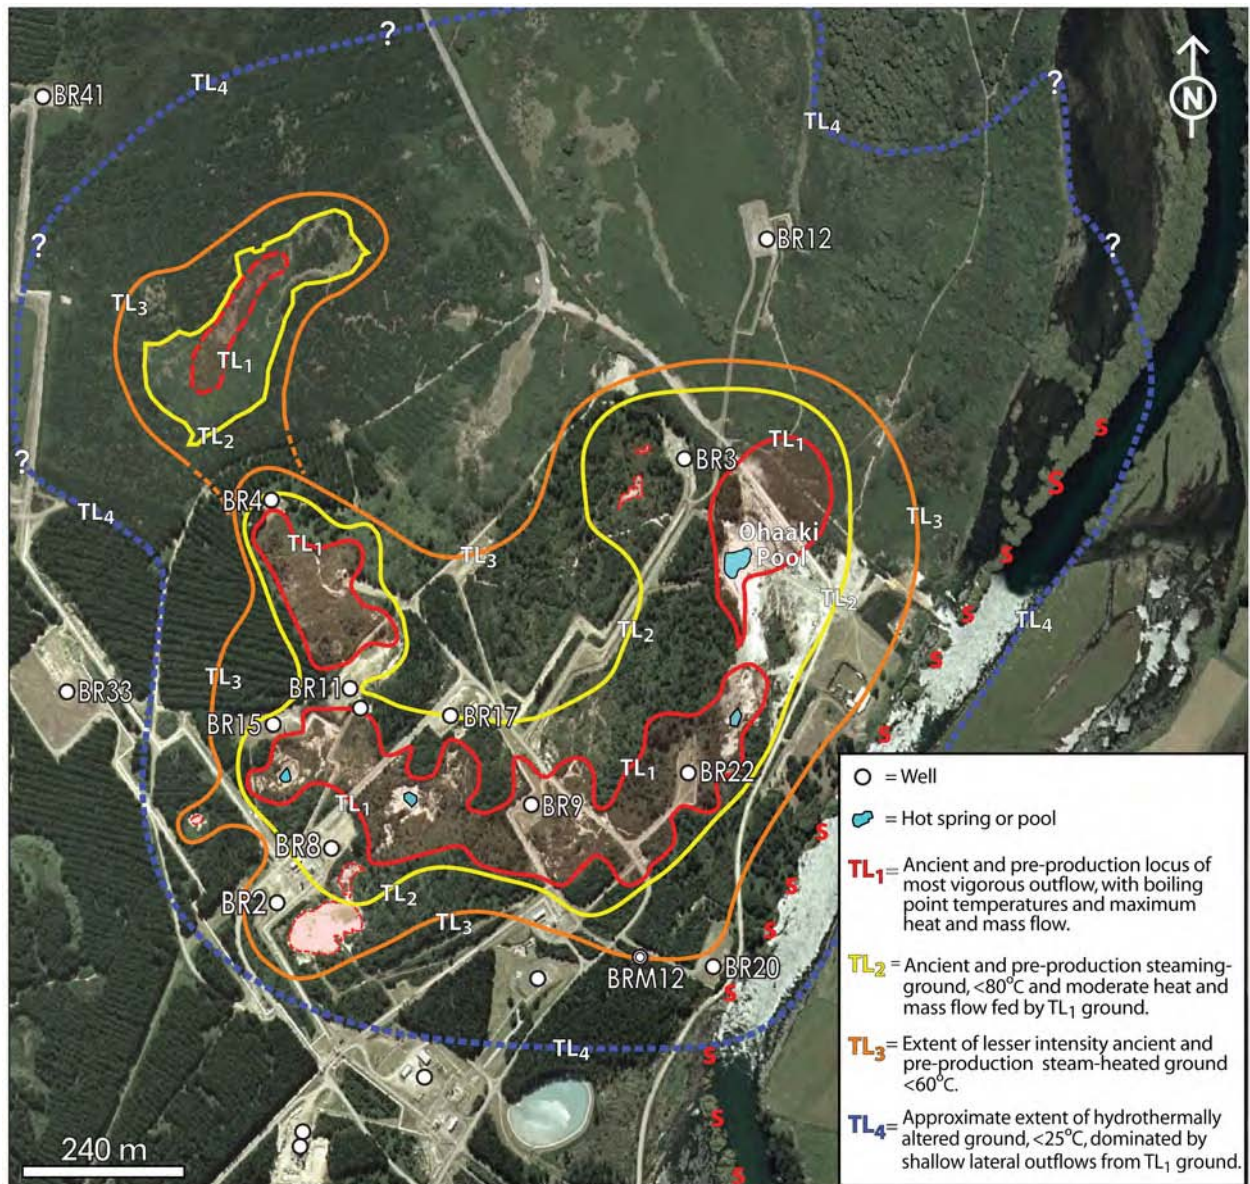 ?
TL4
N
BR41
?
?
TL4
?
BR12
?
TL3
TL1
TL2
S
TL1
BR3
?
S
BR4
TL4
TL3
TL1
Ohaaki
Pool
TL3
S
TL2
S
TL4
TL2
S
TL3
BR11
BR33
BR15
BR17
S
TL1
BR22
TL1
BR9
S
BR8
TL2
S
BR2
TL3
S
BRM12
BR20
S
TL4
S
S
S
240 m
= Well
= Hot spring or pool
TL1= Ancient and pre-production locus of
most vigorous outflow, with boiling
point temperatures and maximum
heat and mass flow.
TL2 = Ancient and pre-production steaming-
ground, <80°C and moderate heat and
mass flow fed by TL1 ground.
TL3= Extent of lesser intensity ancient and
pre-production steam-heated ground
<60°C.
TL4= Approximate extent of hydrothermally
altered ground, <25°C, dominated by
shallow lateral outflows from TL1 ground.